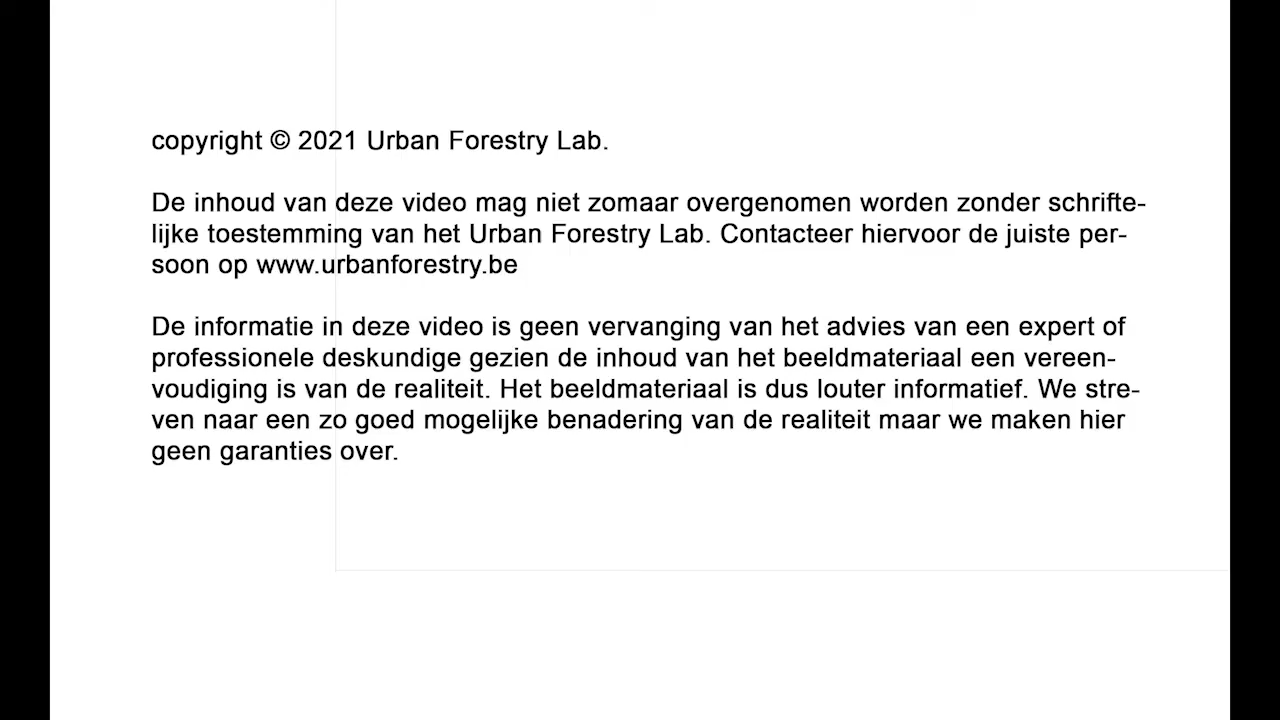 copyright © 2021 Urban Forestry Lab.
De inhoud van deze video mag niet zomaar overgenomen worden zonder schrifte-
lijke toestemming van het Urban Forestry Lab. Contacteer hiervoor de juiste per-
soon op www.urbanforestry.be
De informatie in deze video is geen vervanging van het advies van een expert of
professionele deskundige gezien de inhoud van het beeldmateriaal een vereen-
voudiging is van de realiteit. Het beeldmateriaal is dus louter informatief. We stre-
ven naar een zo goed mogelijke benadering van de realiteit maar we maken hier
geen garanties over.